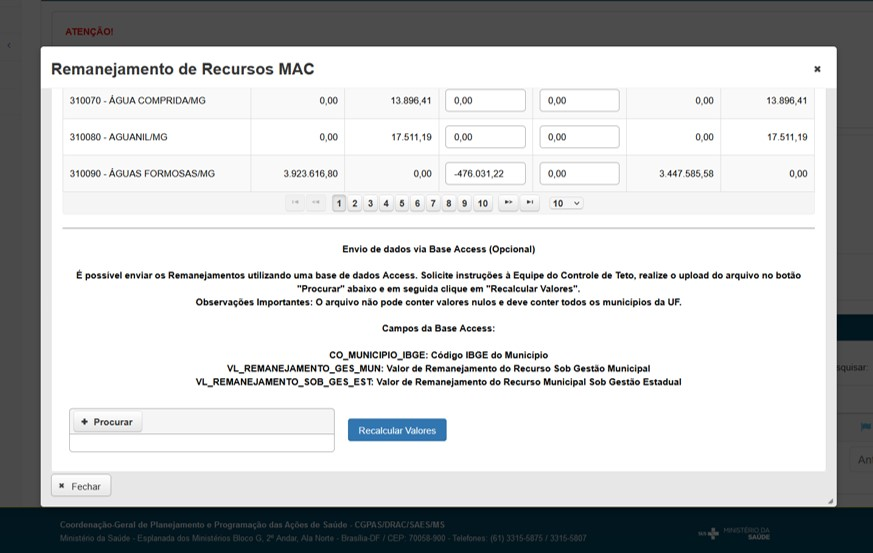 ATENÇÃO!
Remanejamento de Recursos MAC
310070 - ÁGUA COMPRIDA/MG 0,00 13.896,41 0,00 0,00 0,00 13.896,41
310080 - AGUANIL/MG 0,00 17.511,19 0,00 0,00 0,00 17.511,19
310090 - ÁGUAS FORMOSAS/MG 3.923.616,80 0,00 -476.031,22 0,00 3.447.585,58 0,00
1 2 3 4 5 6 7 8 9 10 10
Envio de dados via Base Access (Opcional)
É possível enviar os Remanejamentos utilizando uma base de dados Access. Solicite instruções à Equipe do Controle de Teto, realize o upload do arquivo no botão
"Procurar" abaixo e em seguida clique em "Recalcular Valores".
Observações Importantes: O arquivo não pode conter valores nulos e deve conter todos os municípios da UF.
Campos da Base Access:
CO_MUNICIPIO_IBGE: Código IBGE do Município
VL_REMANEJAMENTO_GES_MUN: Valor de Remanejamento do Recurso Sob Gestão Municipal
VL_REMANEJAMENTO_SOB_GES_EST: Valor de Remanejamento do Recurso Municipal Sob Gestão Estadual
squisar:
Procurar
Recalcular Valores
An
Fechar
Coordenação-Geral de Planejamento e Programação das Ações de Saúde - CGPAS/DRAC/SAES/MS
Ministério da Saúde - Esplanada dos Ministérios Bloco G, 2º Andar, Ala Norte - Brasília-DF / CEP: 70058-900 - Telefones: (61) 3315-5875 / 3315-5807
MINISTÉRIO DA
SAÚDE